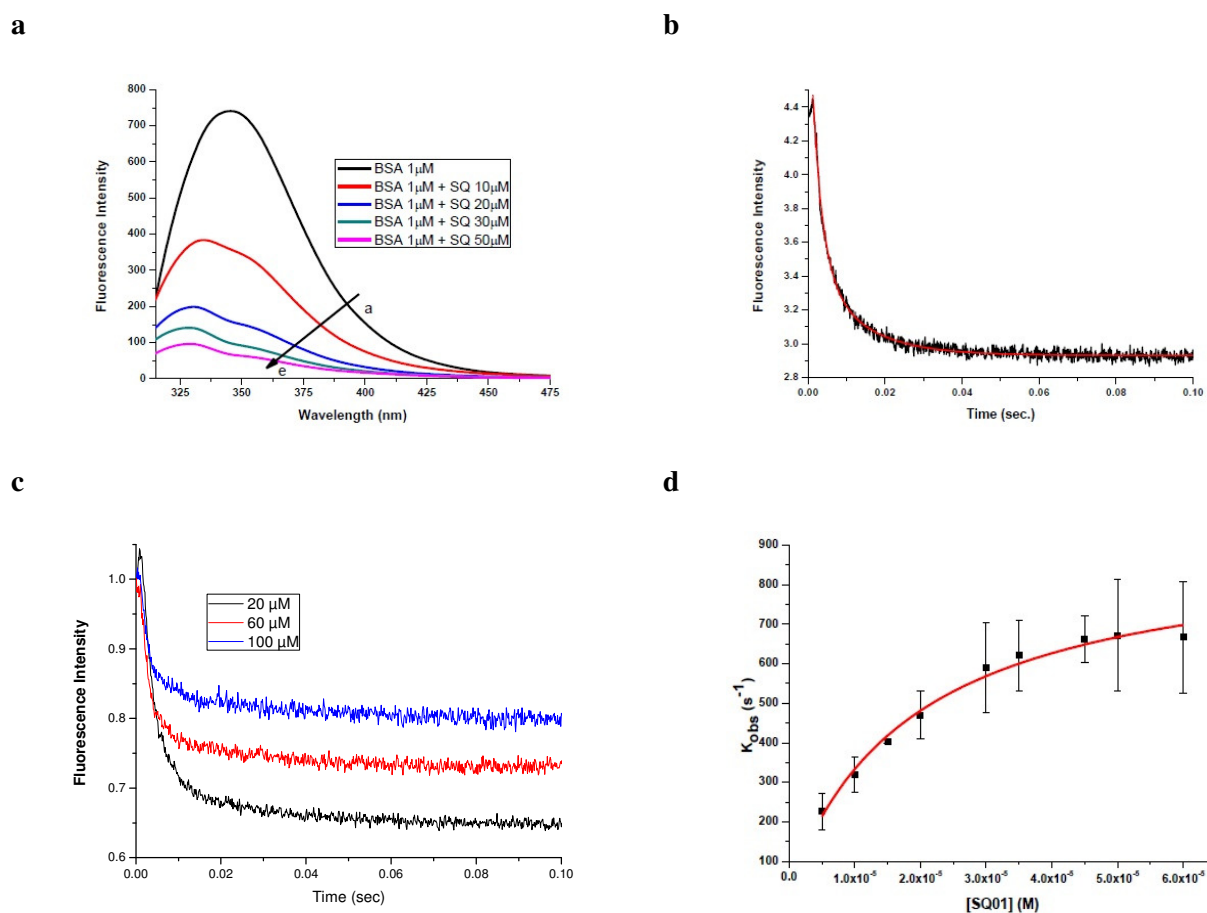 a
800
700
600
500
400
300
200
100
0
325 350 375 400 425 450 475
Fluorescence Intensity
Wavelength (nm)
BSA 1µM
BSA 1µM + SQ 10µM
BSA 1µM + SQ 20µM
BSA 1µM + SQ 30µM
BSA 1µM + SQ 50µM
a
e
b
4.4
4.2
4.0
3.8
3.6
3.4
3.2
3.0
2.8
0.00 0.02 0.04 0.06 0.08 0.10
Fluorescence Intensity
Time (sec.)
c
1.0
0.9
0.8
0.7
0.6
0.00 0.02 0.04 0.06 0.08 0.10
Fluorescence Intensity
Time (sec)
20 µM
60 µM
100 µM
d
900
800
700
600
500
400
300
200
100
0.0 1.0x10⁻⁵ 2.0x10⁻⁵ 3.0x10⁻⁵ 4.0x10⁻⁵ 5.0x10⁻⁵ 6.0x10⁻⁵
K obs (s⁻¹)
[SQ01] (M)